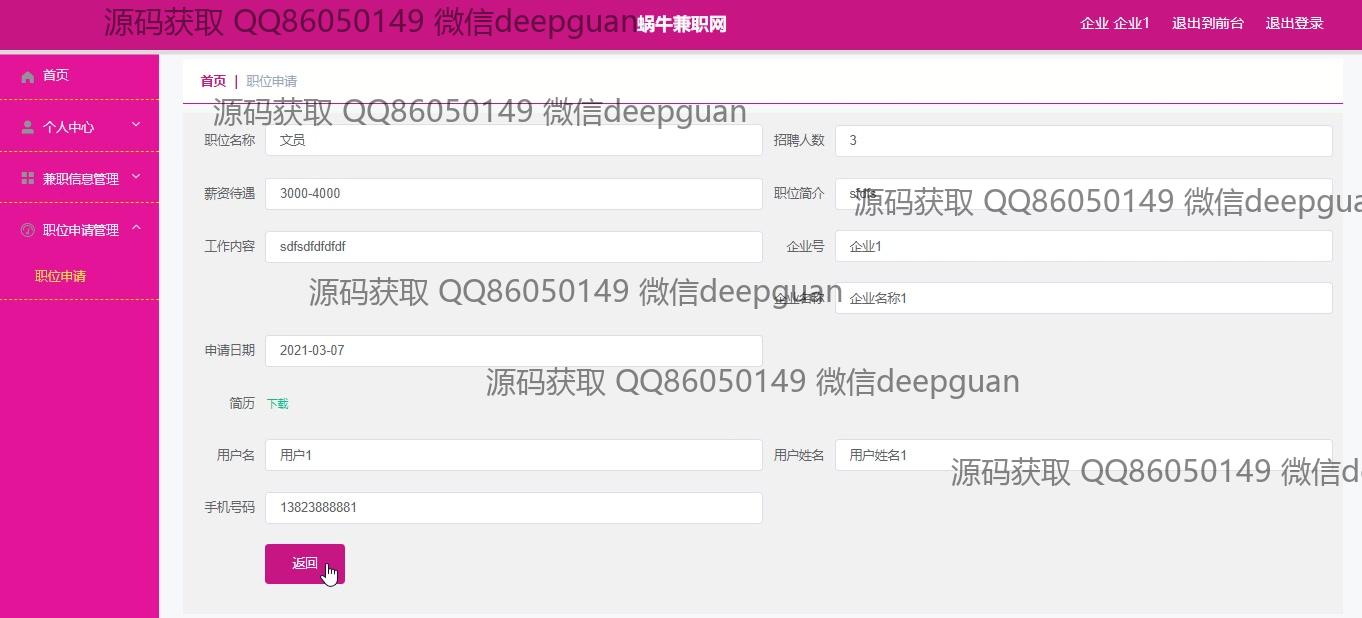 源码获取 QQ86050149 微信deepguan
蜗牛兼职网
企业 企业1 退出到前台 退出登录
首页
个人中心
兼职信息管理
职位申请管理
职位申请
首页 | 职位申请
源码获取 QQ86050149 微信deepguan
职位名称 文员 招聘人数 3
薪资待遇 3000-4000 职位简介 sfdfs
源码获取 QQ86050149 微信deepgua
工作内容 sdfsdfdfdfdf 企业号 企业1
源码获取 QQ86050149 微信deepguan
企业名称 企业名称1
申请日期 2021-03-07
源码获取 QQ86050149 微信deepguan
简历 下载
用户名 用户1 用户姓名 用户姓名1
源码获取 QQ86050149 微信d
手机号码 13823888881
返回